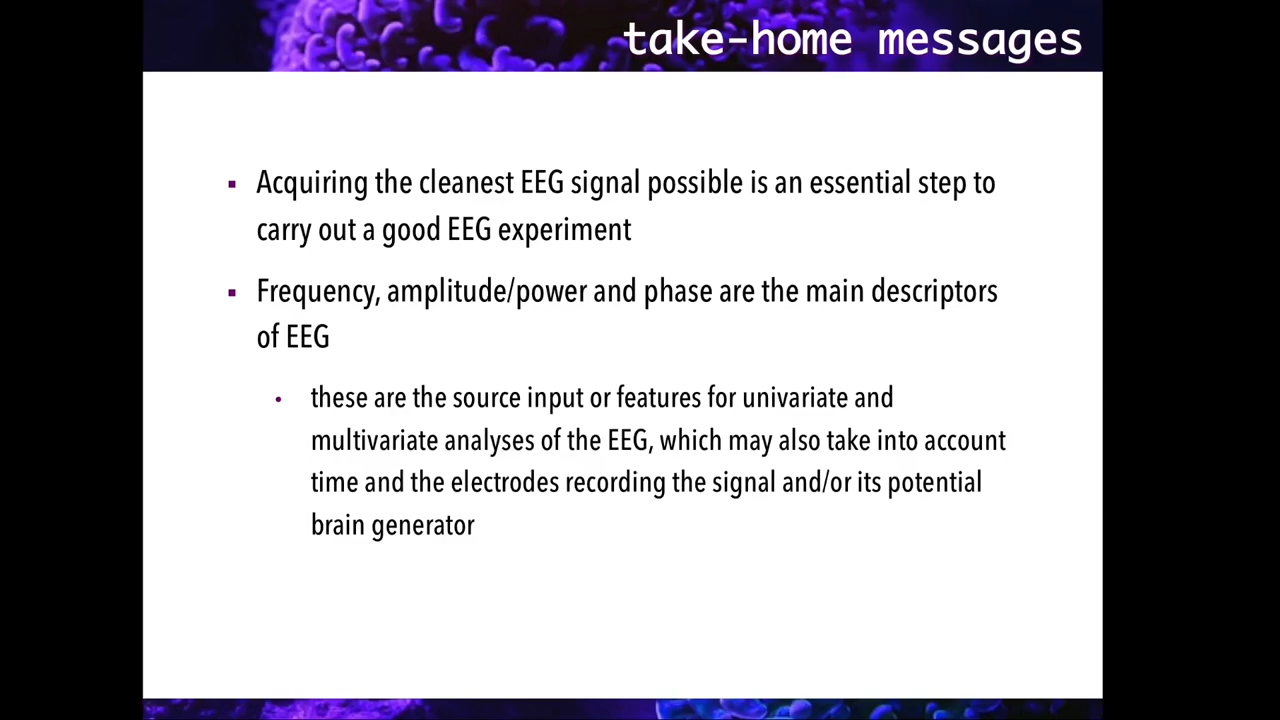 take-home messages
▪ Acquiring the cleanest EEG signal possible is an essential step to
carry out a good EEG experiment
▪ Frequency, amplitude/power and phase are the main descriptors
of EEG
• these are the source input or features for univariate and
multivariate analyses of the EEG, which may also take into account
time and the electrodes recording the signal and/or its potential
brain generator